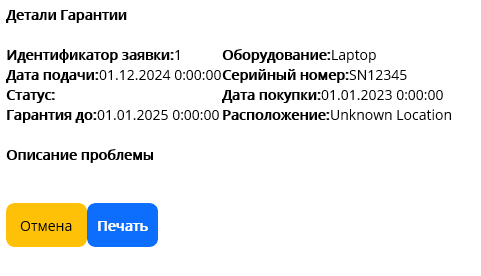 Детали Гарантии
Идентификатор заявки:1 Оборудование:Laptop
Дата подачи:01.12.2024 0:00:00 Серийный номер:SN12345
Статус: Дата покупки:01.01.2023 0:00:00
Гарантия до:01.01.2025 0:00:00 Расположение:Unknown Location
Описание проблемы
Отмена Печать